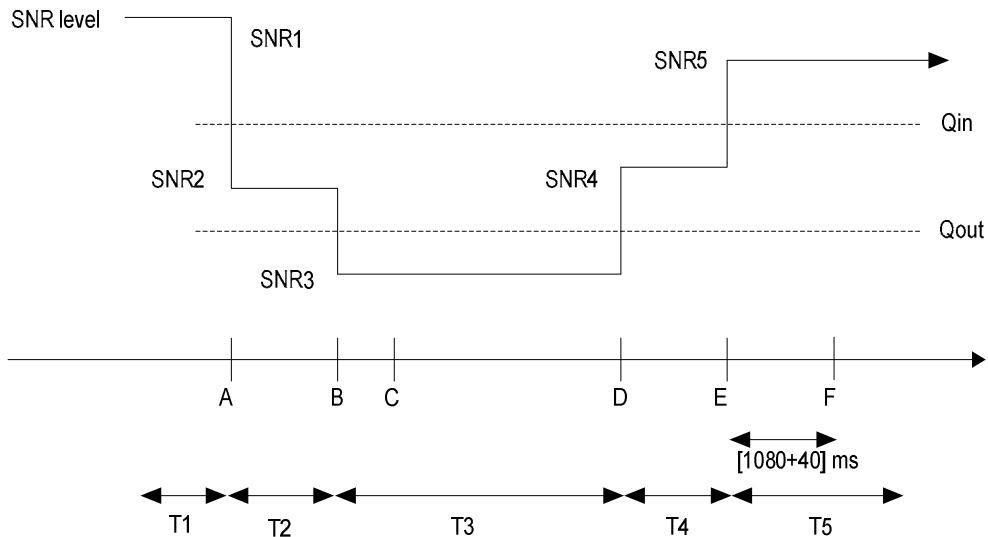 SNR level
SNR1
SNR5
Qin
SNR2
SNR4
Qout
SNR3
A B C D E F
[1080+40] ms
T1 T2 T3 T4 T5